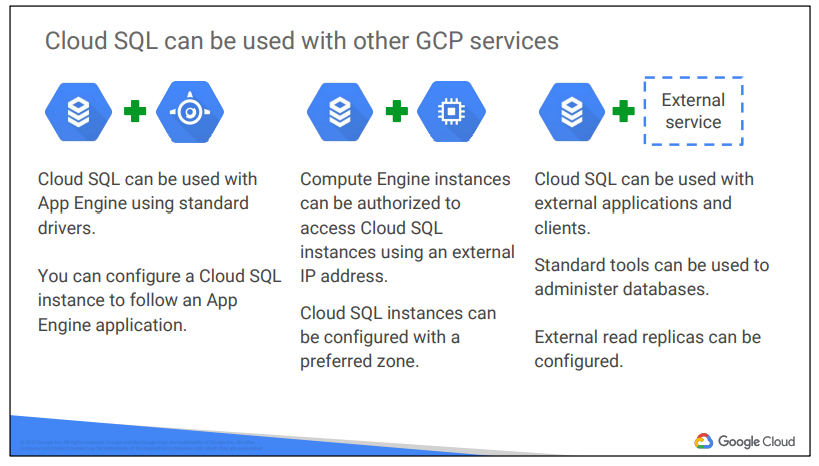 Cloud SQL can be used with other GCP services
External
service
Cloud SQL can be used with
App Engine using standard
drivers.
You can configure a Cloud SQL
instance to follow an App
Engine application.
Compute Engine instances
can be authorized to
access Cloud SQL
instances using an external
IP address.
Cloud SQL instances can
be configured with a
preferred zone.
Cloud SQL can be used with
external applications and
clients.
Standard tools can be used to
administer databases.
External read replicas can be
configured.
Google Cloud